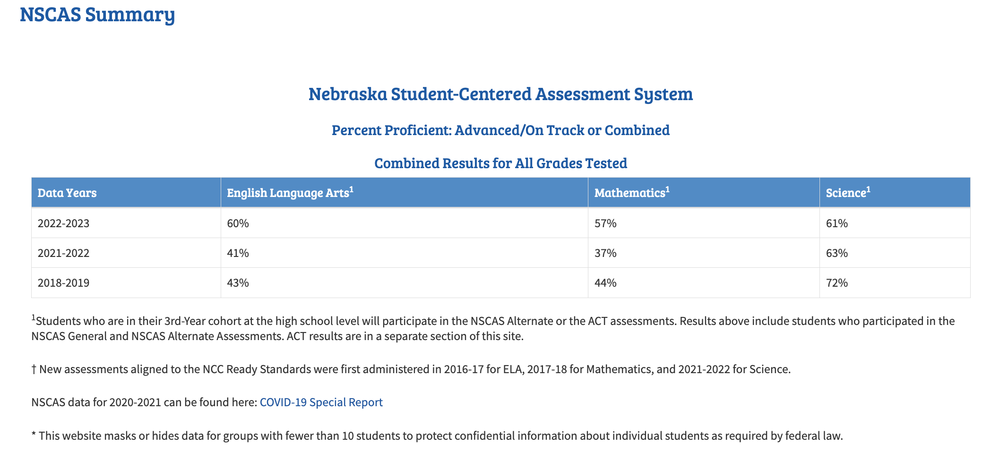 NSCAS Summary
Nebraska Student-Centered Assessment System
Percent Proficient: Advanced/On Track or Combined
Combined Results for All Grades Tested
Data Years English Language Arts¹ Mathematics¹ Science¹
2022-2023 60% 57% 61%
2021-2022 41% 37% 63%
2018-2019 43% 44% 72%
¹Students who are in their 3rd-Year cohort at the high school level will participate in the NSCAS Alternate or the ACT assessments. Results above include students who participated in the
NSCAS General and NSCAS Alternate Assessments. ACT results are in a separate section of this site.
† New assessments aligned to the NCC Ready Standards were first administered in 2016-17 for ELA, 2017-18 for Mathematics, and 2021-2022 for Science.
NSCAS data for 2020-2021 can be found here: COVID-19 Special Report
* This website masks or hides data for groups with fewer than 10 students to protect confidential information about individual students as required by federal law.